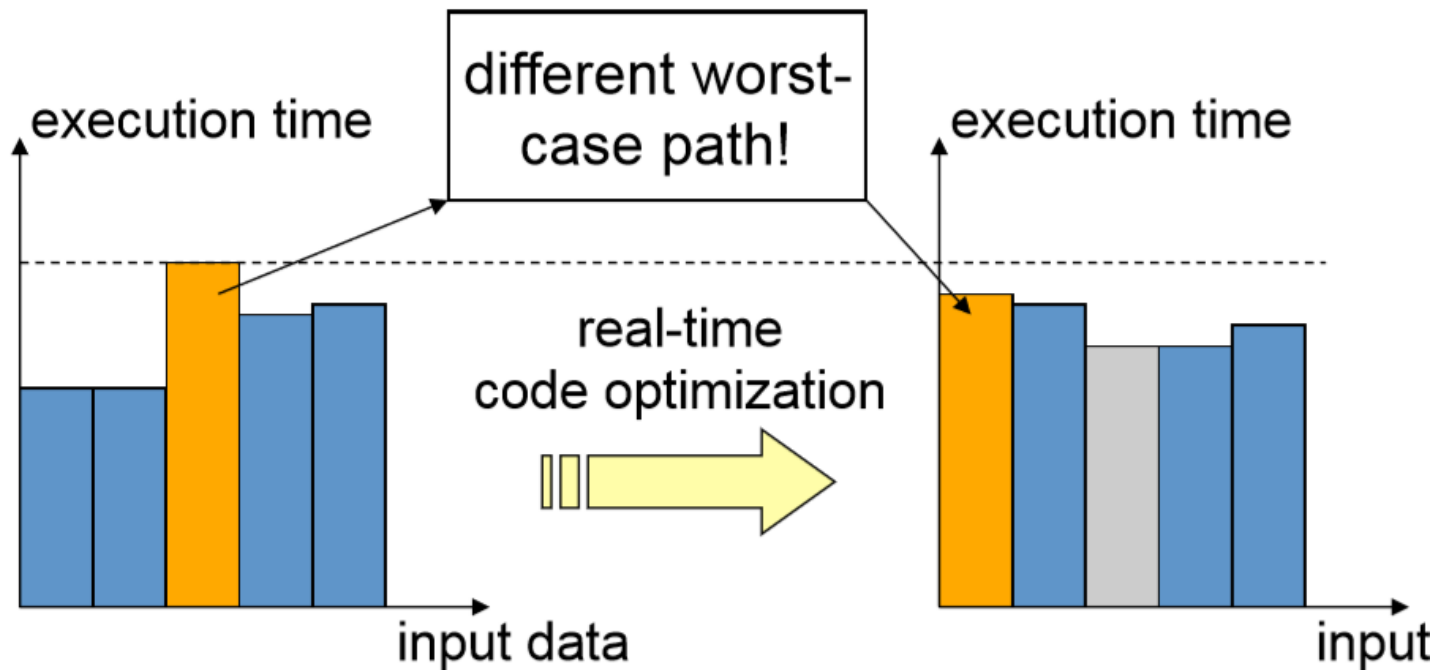 different worst-
case path!
execution time
execution time
real-time
code optimization
input data
input